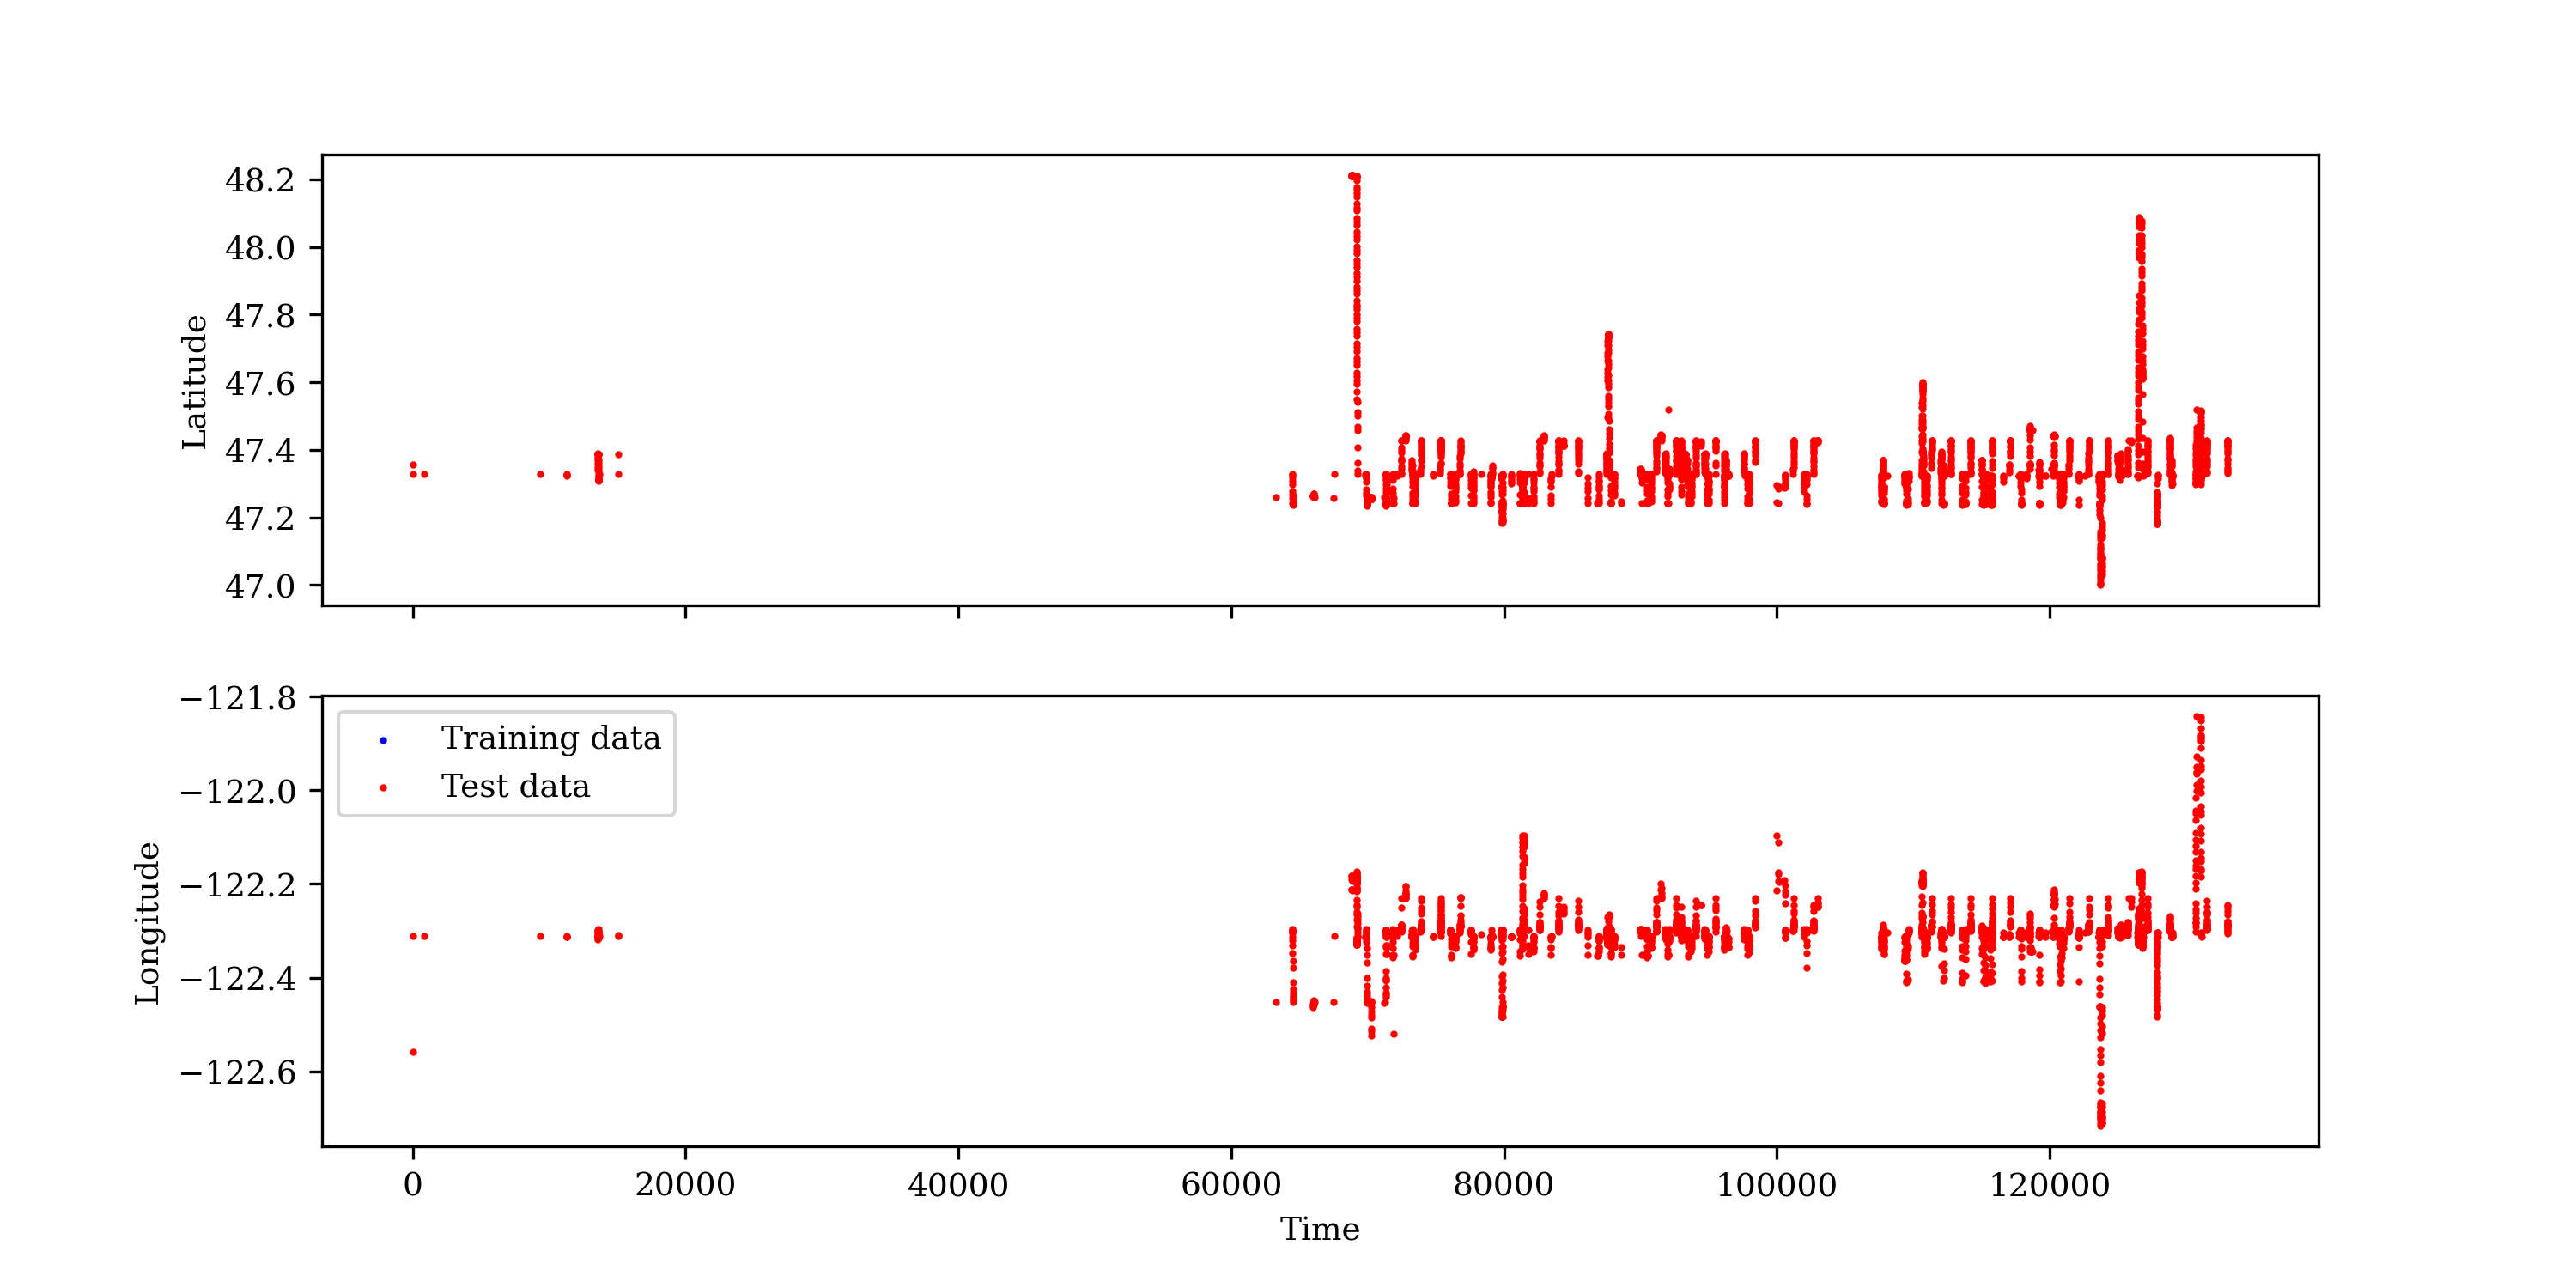 48.2
48.0
47.8
47.6
47.4
47.2
47.0
Latitude
−121.8
−122.0
−122.2
−122.4
−122.6
Longitude
Training data
Test data
0 20000 40000 60000 80000 100000 120000
Time